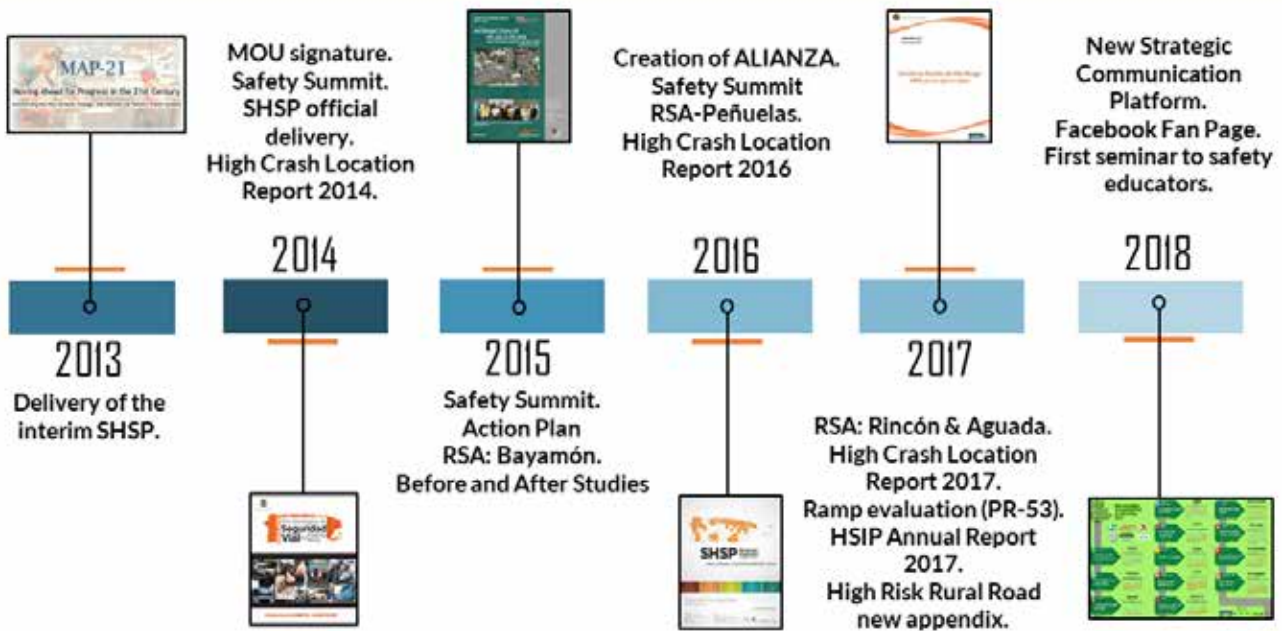 MAP-21
Moving Ahead for Progress in the 21st Century
2013
Delivery of the
interim SHSP.
MOU signature.
Safety Summit.
SHSP official
delivery.
High Crash Location
Report 2014.
2014
Seguridad
Vial
2015
Safety Summit.
Action Plan
RSA: Bayamón.
Before and After Studies
Creation of ALIANZA.
Safety Summit
RSA-Peñuelas.
High Crash Location
Report 2016
2016
SHSP
2017
RSA: Rincón & Aguada.
High Crash Location
Report 2017.
Ramp evaluation (PR-53).
HSIP Annual Report
2017.
High Risk Rural Road
new appendix.
New Strategic
Communication
Platform.
Facebook Fan Page.
First seminar to safety
educators.
2018